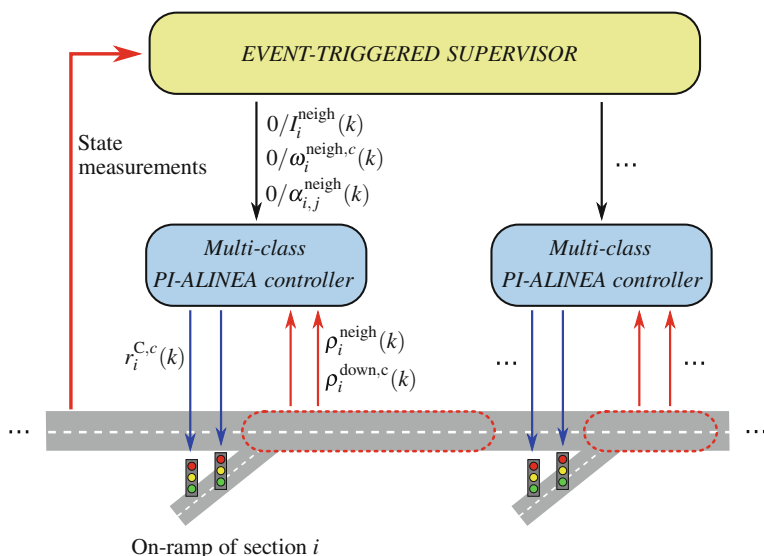 EVENT-TRIGGERED SUPERVISOR
State
measurements
0/I_i^neigh(k)
0/ω_i^neigh,c(k)
0/α_i,j^neigh(k)
...
Multi-class
PI-ALINEA controller
Multi-class
PI-ALINEA controller
r_i^C,c(k)
ρ_i^neigh(k)
ρ_i^down,c(k)
...
...
...
...
On-ramp of section i